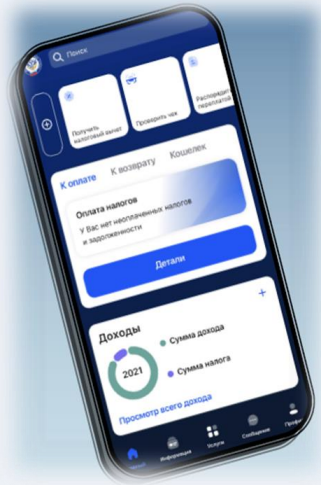 Поиск
Получить
налоговый вычет
Проверить чек
Распорядит
переплатой
К оплате
К возврату
Кошелек
Оплата налогов
У Вас нет неоплаченных налогов
и задолженности
Детали
Доходы
2021
Сумма дохода
Сумма налога
Просмотр всего дохода
Информация
Услуги
Сообщения